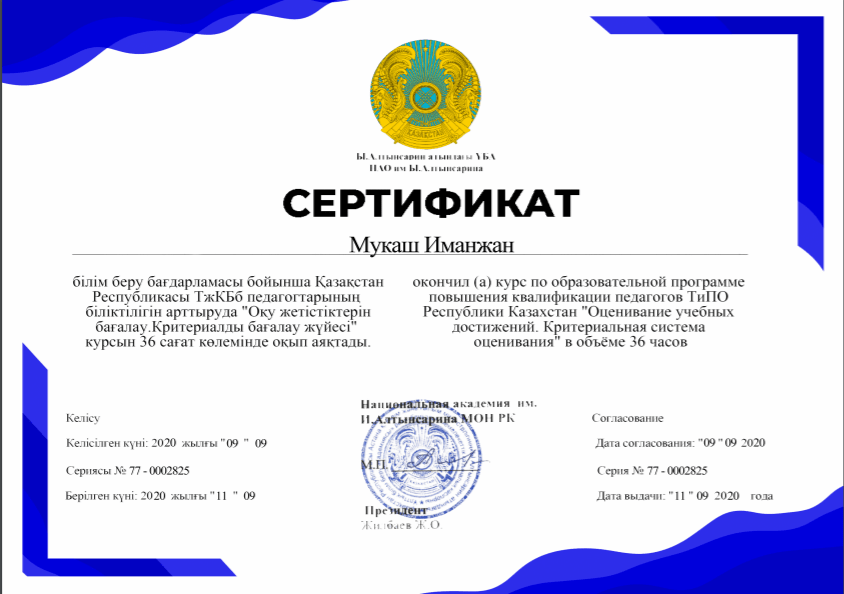 ҚАЗАҚСТАН
Ы.Алтынсарин атындағы ҰБА
НАО им Ы.Алтынсарина
СЕРТИФИКАТ
Мукаш Иманжан
білім беру бағдарламасы бойынша Қазақстан
Республикасы ТжКБб педагогтарының
біліктілігін арттыруда "Оқу жетістіктерін
бағалау.Критериалды бағалау жүйесі"
курсын 36 сағат көлемінде оқып аяқтады.
окончил (а) курс по образовательной программе
повышения квалификации педагогов ТиПО
Республики Казахстан "Оценивание учебных
достижений. Критериальная система
оценивания" в объёме 36 часов
Келісу
Келісілген күні: 2020 жылғы "09 " 09
Сериясы № 77 - 0002825
Берілген күні: 2020 жылғы "11 " 09
Национальная академия им.
И.Алтынсарина МОН РК
М.П.
Президент
Жилбаев Ж.О.
Согласование
Дата согласования: "09 " 09 2020
Серия № 77 - 0002825
Дата выдачи: "11 " 09 2020 года